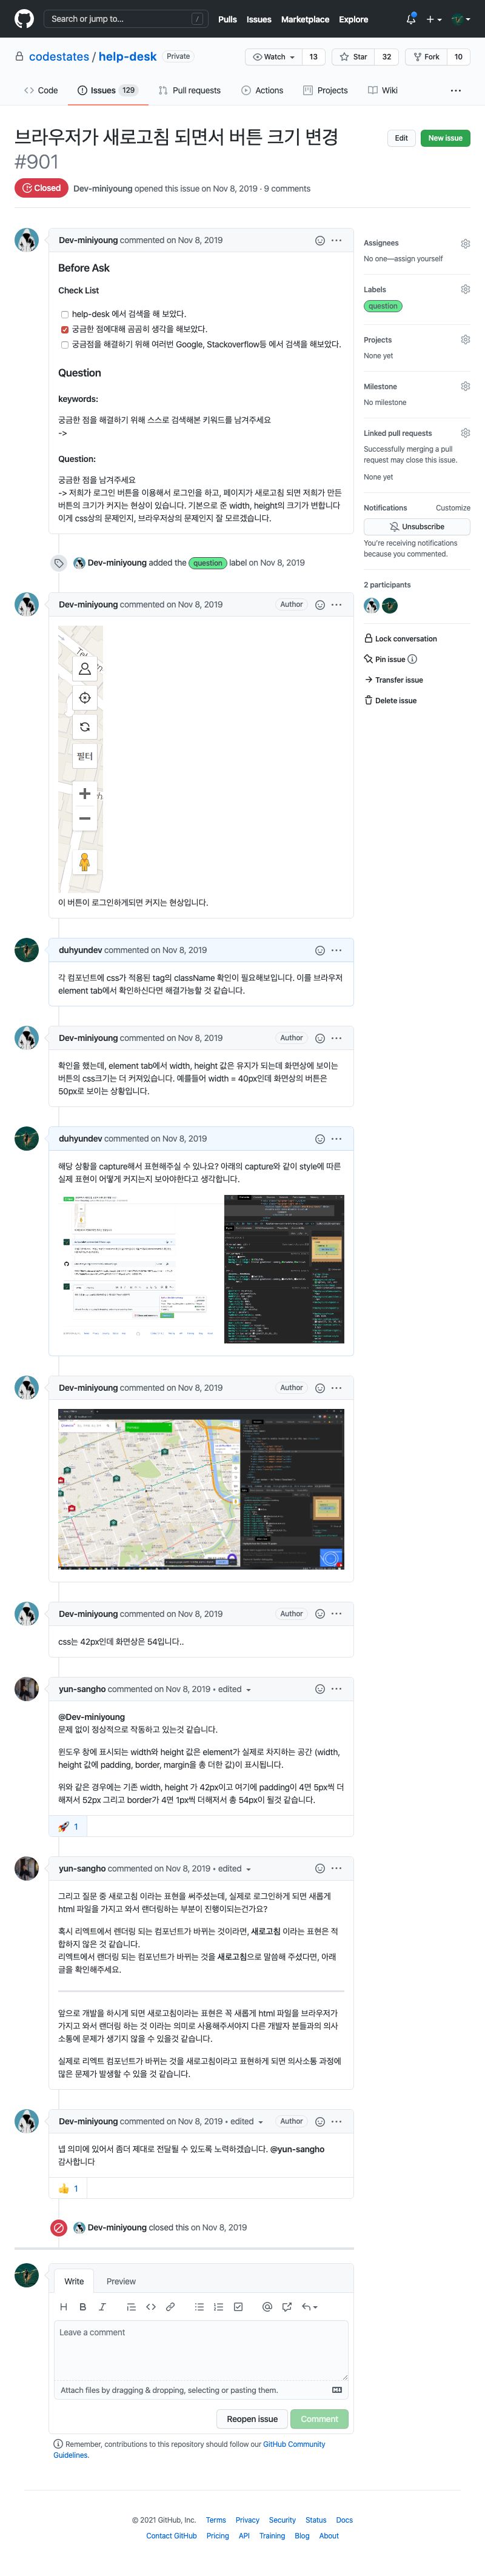 Search or jump to...
/
Pulls
Issues
Marketplace
Explore
codestates / help-desk
Private
Watch
13
Star
32
Fork
10
Code
Issues 129
Pull requests
Actions
Projects
Wiki
브라우저가 새로고침 되면서 버튼 크기 변경
#901
Edit
New issue
Closed
Dev-miniyoung opened this issue on Nov 8, 2019 · 9 comments
Dev-miniyoung commented on Nov 8, 2019
Before Ask
Check List
help-desk 에서 검색을 해 보았다.
궁금한 점에대해 곰곰히 생각을 해보았다.
궁금점을 해결하기 위해 여러번 Google, Stackoverflow등 에서 검색을 해보았다.
Question
keywords:
궁금한 점을 해결하기 위해 스스로 검색해본 키워드를 남겨주세요
->
Question:
궁금한 점을 남겨주세요
-> 저희가 로그인 버튼을 이용해서 로그인을 하고, 페이지가 새로고침 되면 저희가 만든
버튼의 크기가 커지는 현상이 있습니다. 기본으로 준 width, height의 크기가 변합니다
이게 css상의 문제인지, 브라우저상의 문제인지 잘 모르겠습니다.
Assignees
No one—assign yourself
Labels
question
Projects
None yet
Milestone
No milestone
Linked pull requests
Successfully merging a pull
request may close this issue.
None yet
Notifications
Customize
Unsubscribe
You're receiving notifications
because you commented.
2 participants
Lock conversation
Pin issue
Transfer issue
Delete issue
Dev-miniyoung added the question label on Nov 8, 2019
Dev-miniyoung commented on Nov 8, 2019
Author
필터
이 버튼이 로그인하게되면 커지는 현상입니다.
duhyundev commented on Nov 8, 2019
각 컴포넌트에 css가 적용된 tag의 className 확인이 필요해보입니다. 이를 브라우저
element tab에서 확인하신다면 해결가능할 것 같습니다.
Dev-miniyoung commented on Nov 8, 2019
Author
확인을 했는데, element tab에서 width, height 값은 유지가 되는데 화면상에 보이는
버튼의 css크기는 더 커져있습니다. 예를들어 width = 40px인데 화면상의 버튼은
50px로 보이는 상황입니다.
duhyundev commented on Nov 8, 2019
해당 상황을 capture해서 표현해주실 수 있나요? 아래의 capture와 같이 style에 따른
실제 표현이 어떻게 커지는지 보아야한다고 생각합니다.
Dev-miniyoung commented on Nov 8, 2019
Author
Dev-miniyoung commented on Nov 8, 2019
Author
css는 42px인데 화면상은 54입니다..
yun-sangho commented on Nov 8, 2019 • edited
@Dev-miniyoung
문제 없이 정상적으로 작동하고 있는것 같습니다.
윈도우 창에 표시되는 width와 height 값은 element가 실제로 차지하는 공간 (width,
height 값에 padding, border, margin을 총 더한 값)이 표시됩니다.
위와 같은 경우에는 기존 width, height 가 42px이고 여기에 padding이 4면 5px씩 더
해져서 52px 그리고 border가 4면 1px씩 더해져서 총 54px이 될것 같습니다.
1
yun-sangho commented on Nov 8, 2019 • edited
그리고 질문 중 새로고침 이라는 표현을 써주셨는데, 실제로 로그인하게 되면 새롭게
html 파일을 가지고 와서 랜더링하는 부분이 진행이되는건가요?
혹시 리엑트에서 렌더링 되는 컴포넌트가 바뀌는 것이라면, 새로고침 이라는 표현은 적
합하지 않은 것 같습니다.
리엑트에서 랜더링 되는 컴포넌트가 바뀌는 것을 새로고침으로 말씀해 주셨다면, 아래
글을 확인해주세요.
앞으로 개발을 하시게 되면 새로고침이라는 표현은 꼭 새롭게 html 파일을 브라우저가
가지고 와서 랜더링 하는 것 이라는 의미로 사용해주셔야지 다른 개발자 분들과의 의사
소통에 문제가 생기지 않을 수 있을것 같습니다.
실제로 리엑트 컴포넌트가 바뀌는 것을 새로고침이라고 표현하게 되면 의사소통 과정에
많은 문제가 발생할 수 있을 것 같습니다.
Dev-miniyoung commented on Nov 8, 2019 • edited
Author
넵 의미에 있어서 좀더 제대로 전달될 수 있도록 노력하겠습니다. @yun-sangho
감사합니다
1
Dev-miniyoung closed this on Nov 8, 2019
Write
Preview
Leave a comment
Attach files by dragging & dropping, selecting or pasting them.
Reopen issue
Comment
Remember, contributions to this repository should follow our GitHub Community
Guidelines.
© 2021 GitHub, Inc.
Terms
Privacy
Security
Status
Docs
Contact GitHub
Pricing
API
Training
Blog
About